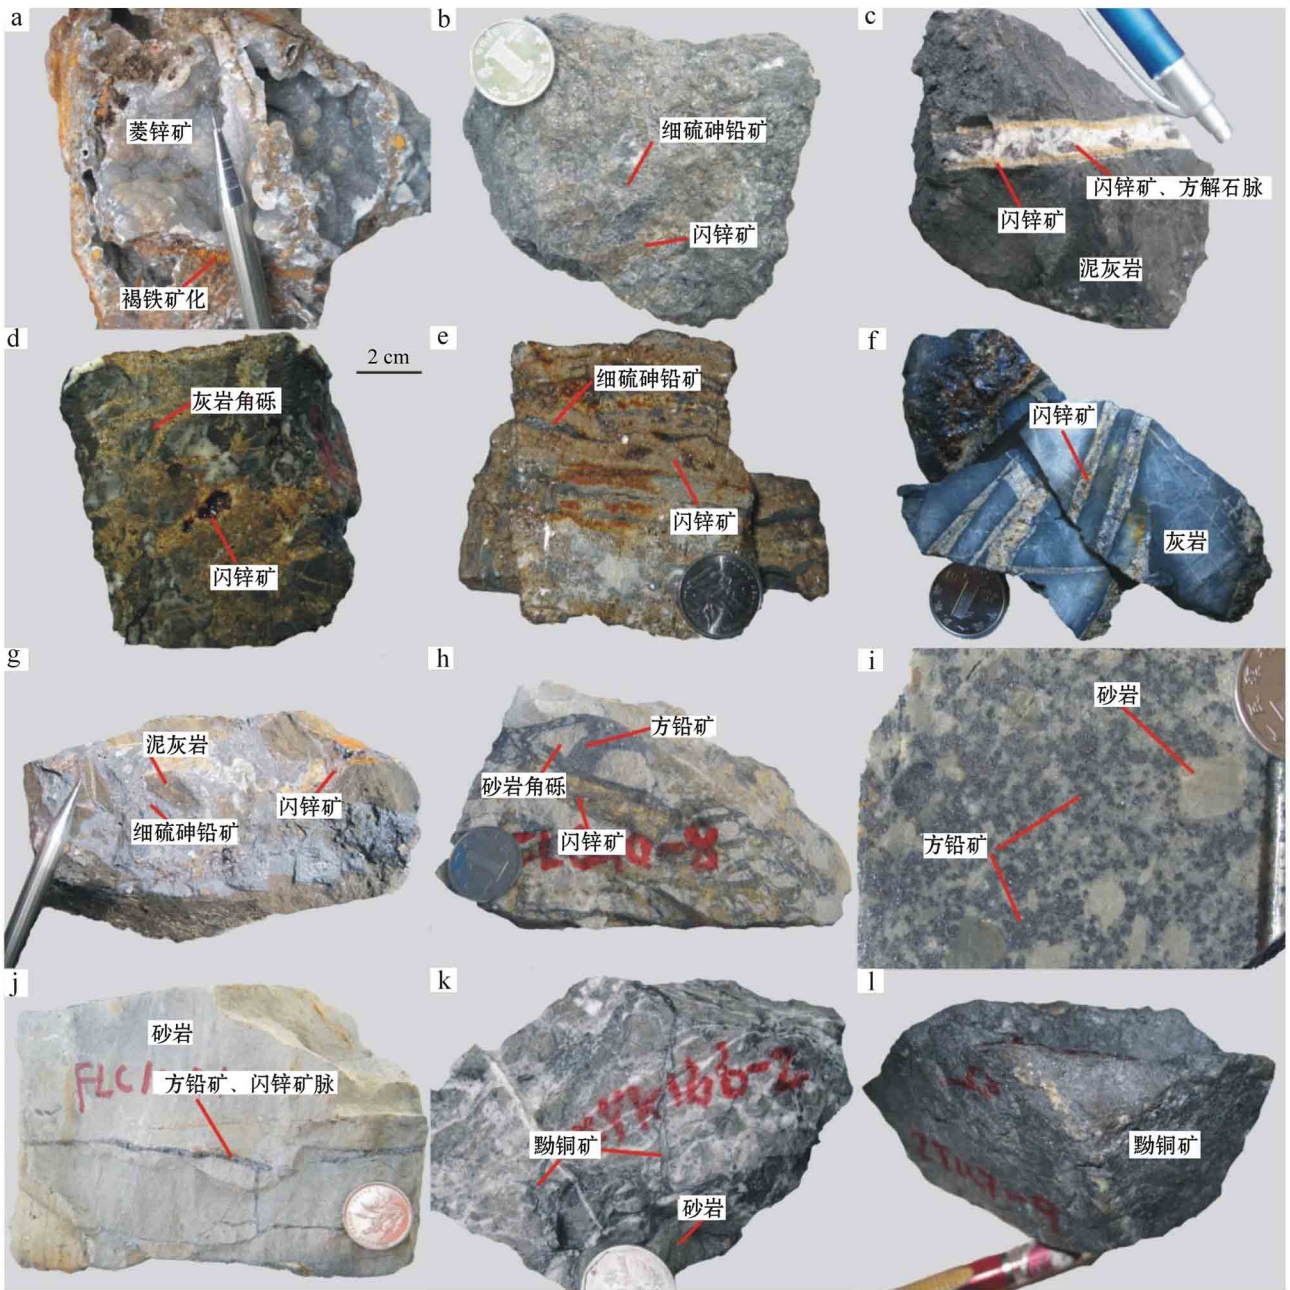 a
菱锌矿
褐铁矿化
b
细硫砷铅矿
闪锌矿
c
闪锌矿、方解石脉
闪锌矿
泥灰岩
d
灰岩角砾
闪锌矿
2 cm
e
细硫砷铅矿
闪锌矿
f
闪锌矿
灰岩
g
泥灰岩
闪锌矿
细硫砷铅矿
h
方铅矿
砂岩角砾
闪锌矿
i
砂岩
方铅矿
j
砂岩
FLC1
方铅矿、闪锌矿脉
k
黝铜矿
砂岩
l
黝铜矿